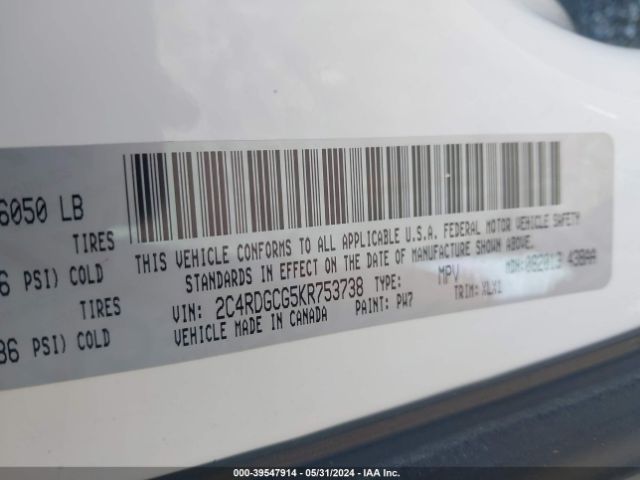 6050 LB
TIRES
6 PSI) COLD
TIRES
36 PSI) COLD
THIS VEHICLE CONFORMS TO ALL APPLICABLE U.S.A. FEDERAL MOTOR VEHICLE SAFETY
STANDARDS IN EFFECT ON THE DATE OF MANUFACTURE SHOWN ABOVE.
VIN: 2C4RDGCG5KR753738 TYPE: MPV MDH:
VEHICLE MADE IN CANADA PAINT: PW7 TRIM:
000-39547914 - 05/31/2024 - IAA Inc.